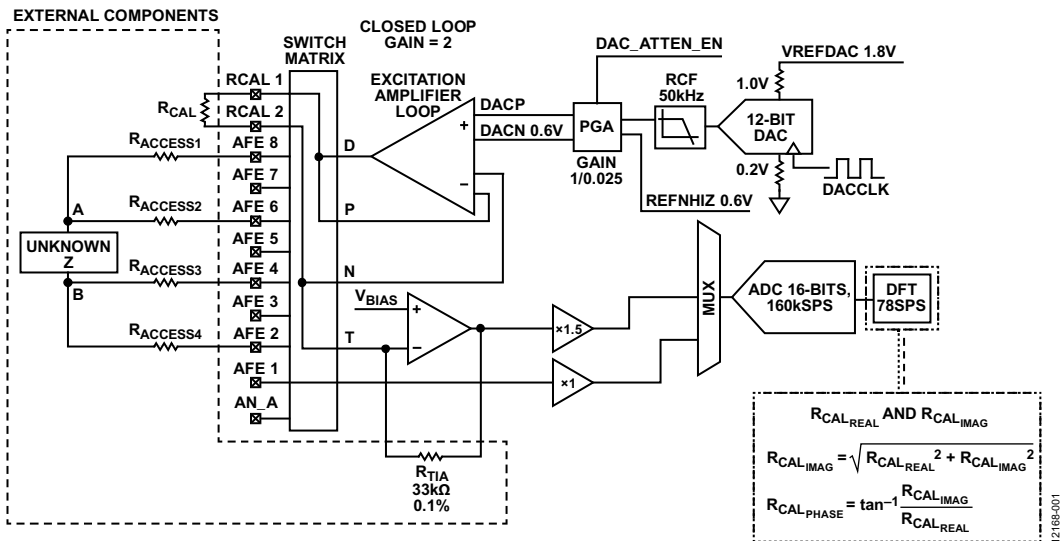 EXTERNAL COMPONENTS
CLOSED LOOP
GAIN = 2
SWITCH
MATRIX
EXCITATION
AMPLIFIER
LOOP
RCAL 1
RCAL
RCAL 2
RACCESS1
AFE 8
AFE 7
RACCESS2
AFE 6
A
UNKNOWN
Z
AFE 5
RACCESS3
AFE 4
B
AFE 3
RACCESS4
AFE 2
AFE 1
AN_A
D
P
N
T
+
−
DACP
DACN 0.6V
DAC_ATTEN_EN
PGA
GAIN
1/0.025
RCF
50kHz
REFNHIZ 0.6V
VREFDAC 1.8V
1.0V
12-BIT
DAC
0.2V
DACCLK
VBIAS
+
−
×1.5
×1
MUX
ADC 16-BITS,
160kSPS
DFT
78SPS
RTIA
33kΩ
0.1%
RCALREAL AND RCALIMAG
RCALIMAG = √RCALREAL² + RCALIMAG²
RCALPHASE = tan⁻¹ RCALIMAG
RCALREAL
12168-001